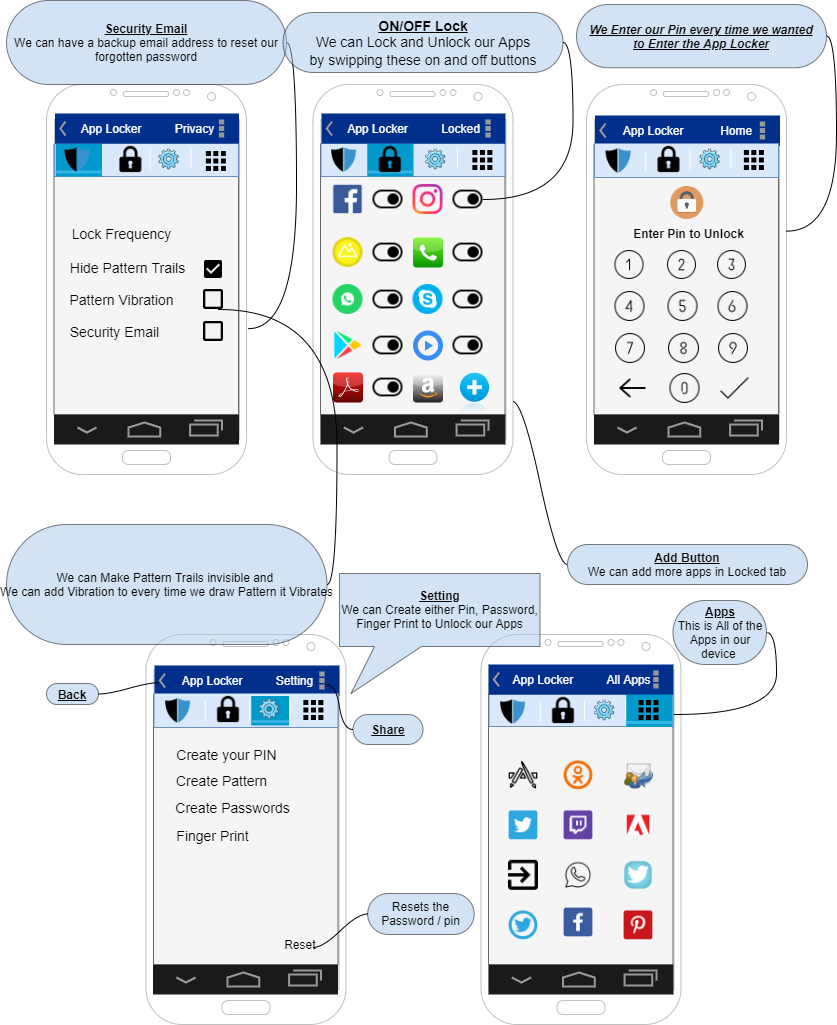 Security Email
We can have a backup email address to reset our
forgotten password
ON/OFF Lock
We can Lock and Unlock our Apps
by swipping these on and off buttons
We Enter our Pin every time we wanted
to Enter the App Locker
App Locker Privacy
Lock Frequency
Hide Pattern Trails
Pattern Vibration
Security Email
App Locker Locked
a
App Locker Home
Enter Pin to Unlock
1 2 3
4 5 6
7 8 9
0
We can Make Pattern Trails invisible and
We can add Vibration to every time we draw Pattern it Vibrates
Add Button
We can add more apps in Locked tab
Setting
We can Create either Pin, Password,
Finger Print to Unlock our Apps
Apps
This is All of the
Apps in our
device
Back
App Locker Setting
Share
Create your PIN
Create Pattern
Create Passwords
Finger Print
Reset
Resets the
Password / pin
App Locker All Apps